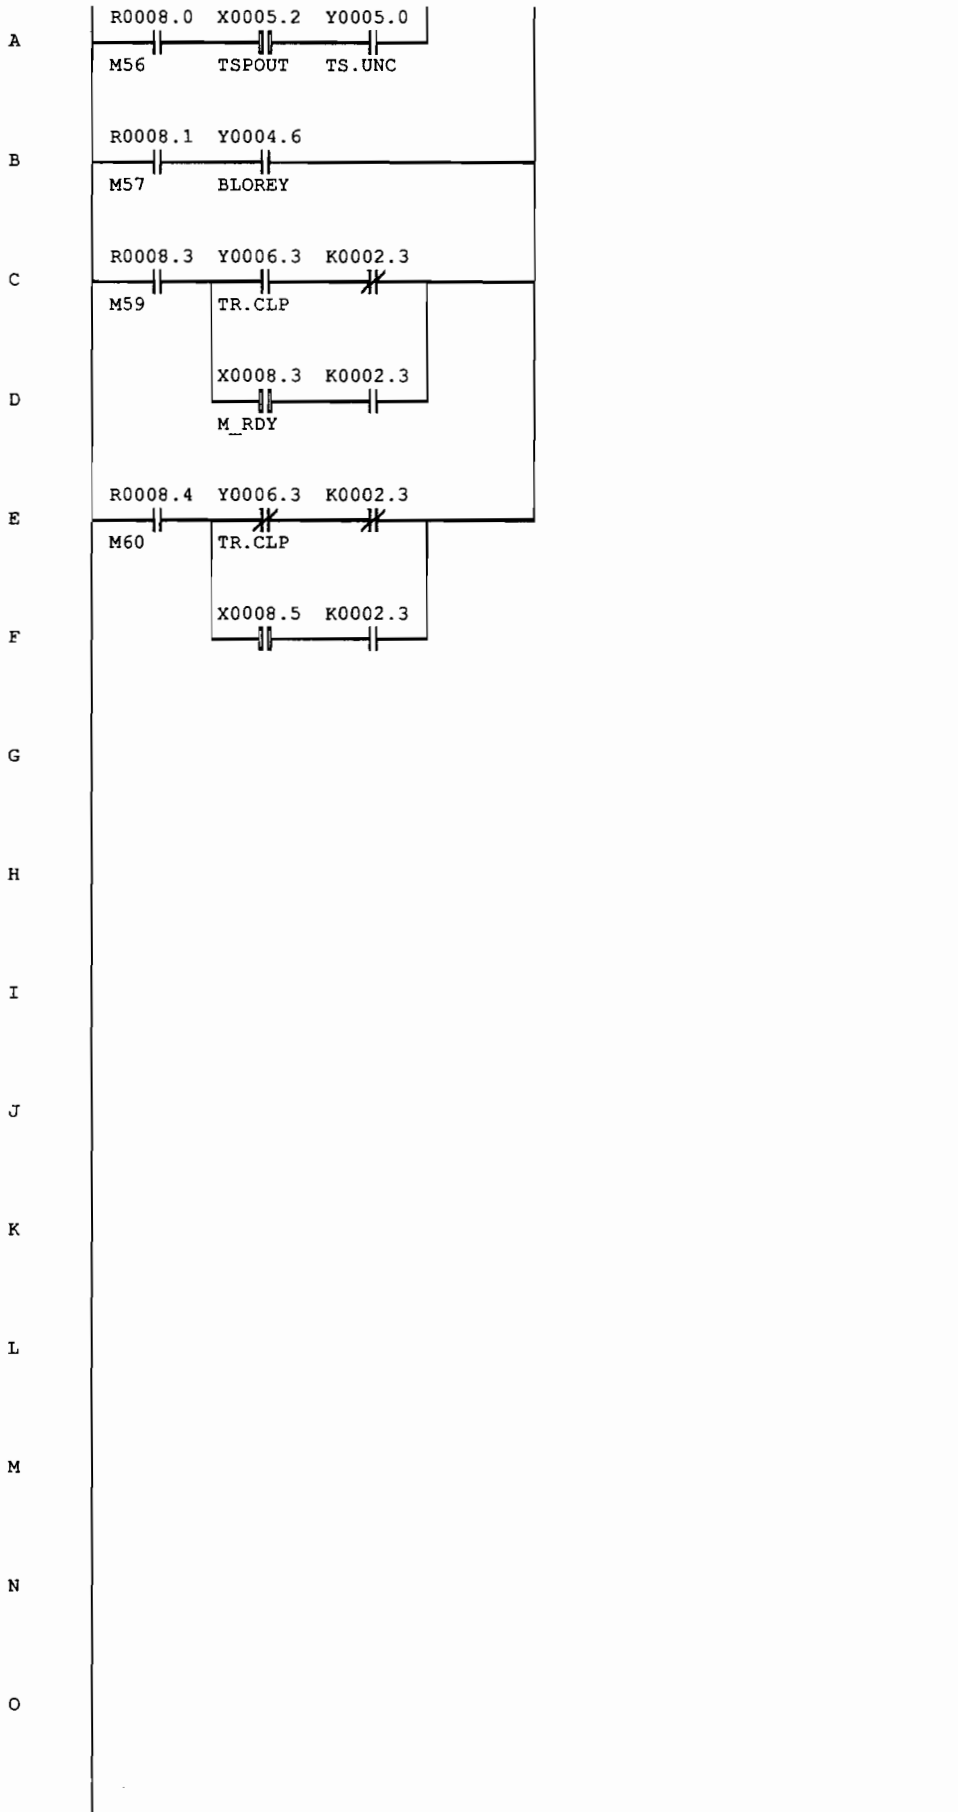 R0008.0 X0005.2 Y0005.0
A
M56 TSPOUT TS.UNC
R0008.1 Y0004.6
B
M57 BLOREY
R0008.3 Y0006.3 K0002.3
C
M59 TR.CLP
X0008.3 K0002.3
D
M_RDY
R0008.4 Y0006.3 K0002.3
E
M60 TR.CLP
X0008.5 K0002.3
F
G
H
I
J
K
L
M
N
O